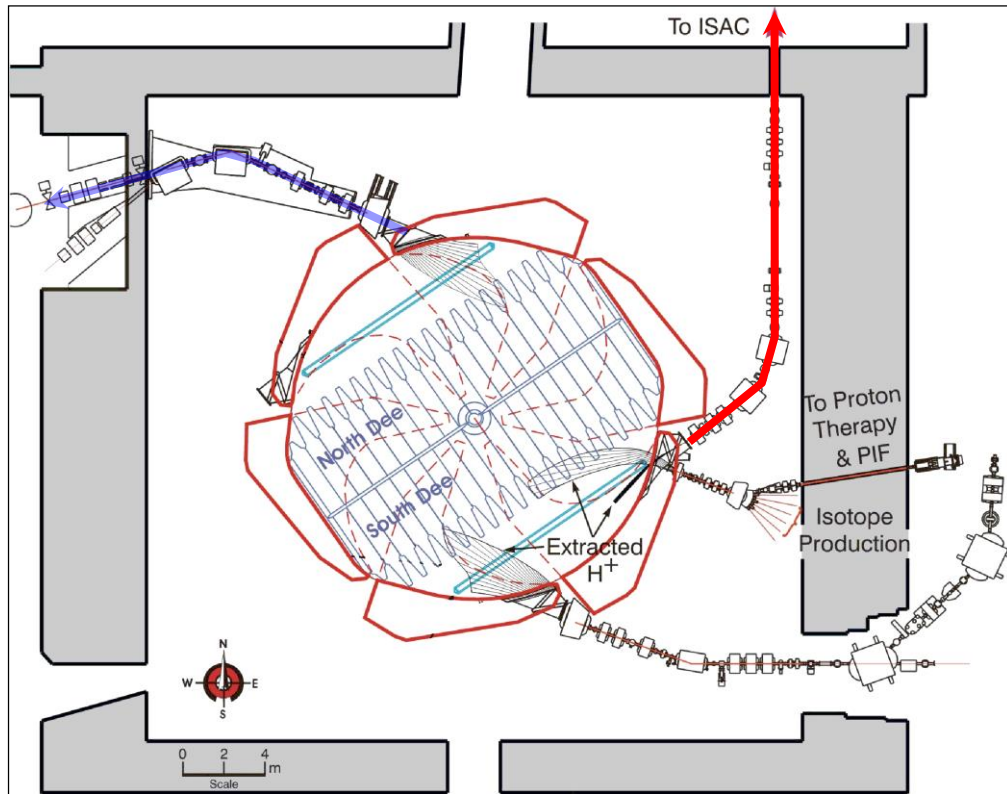 To ISAC
North Dee
South Dee
To Proton
Therapy
& PIF
Isotope
Production
Extracted
H+
N
W E
S
0 2 4
m
Scale